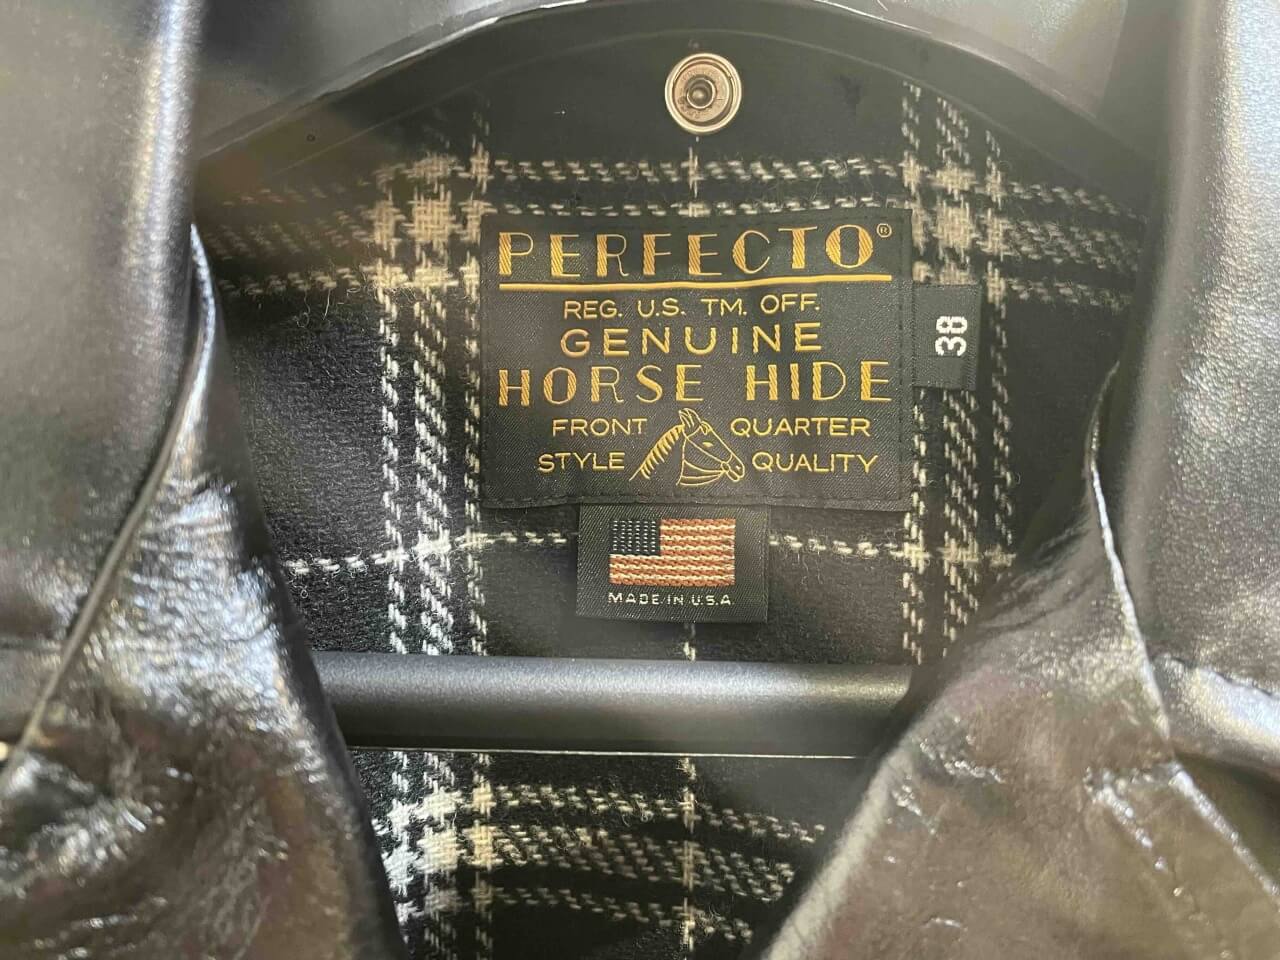 PERFECTO®
REG. U.S. TM. OFF.
GENUINE
HORSE HIDE
FRONT QUARTER
STYLE QUALITY
38
MADE IN U.S.A.